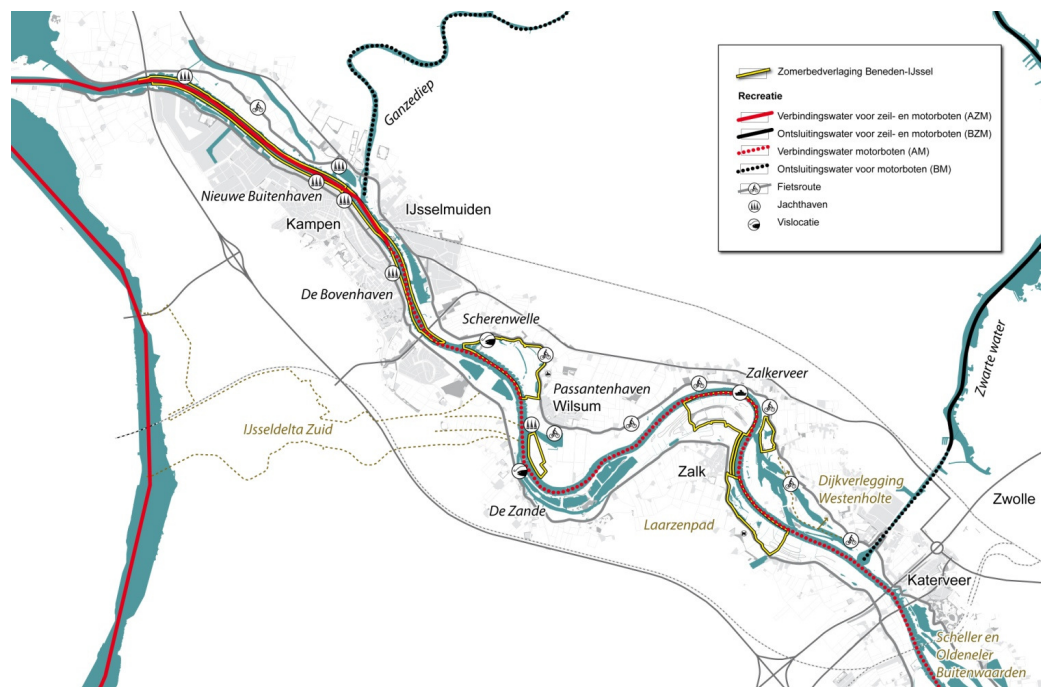 Zomerbedverlaging Beneden-IJssel
Recreatie
Verbindingswater voor zeil- en motorboten (AZM)
Ontsluitingswater voor zeil- en motorboten (BZM)
Verbindingswater motorboten (AM)
Ontsluitingswater voor motorboten (BM)
Fietsroute
Jachthaven
Vislocatie
Ganzediep
Nieuwe Buitenhaven
IJsselmuiden
Kampen
De Bovenhaven
Scherenwelle
Zwarte water
Zalkerveer
Passantenhaven
Wilsum
IJsseldelta Zuid
Zalk
Dijkverlegging
Westenholte
Zwolle
De Zande
Laarzenpad
Katerveer
Scheller en
Oldeneler
Buitenwaarden